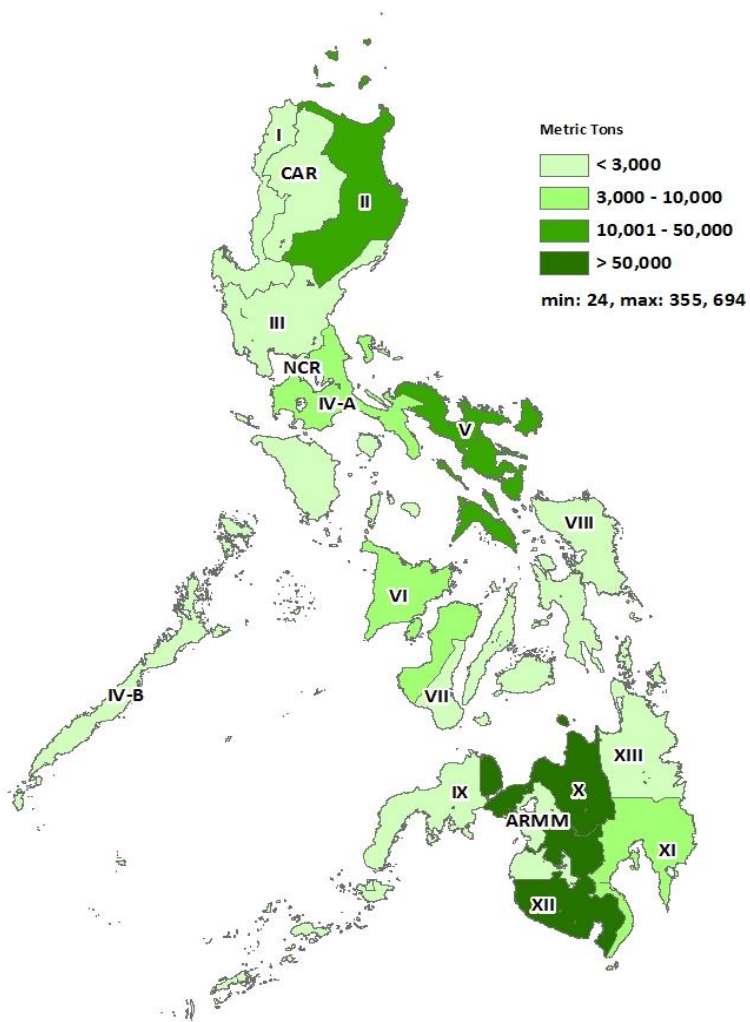 I
CAR
II
Metric Tons
< 3,000
3,000 - 10,000
10,001 - 50,000
> 50,000
min: 24, max: 355, 694
III
NCR
IV-A
V
VIII
VI
IV-B
VII
XIII
IX
X
ARMM
XI
XII